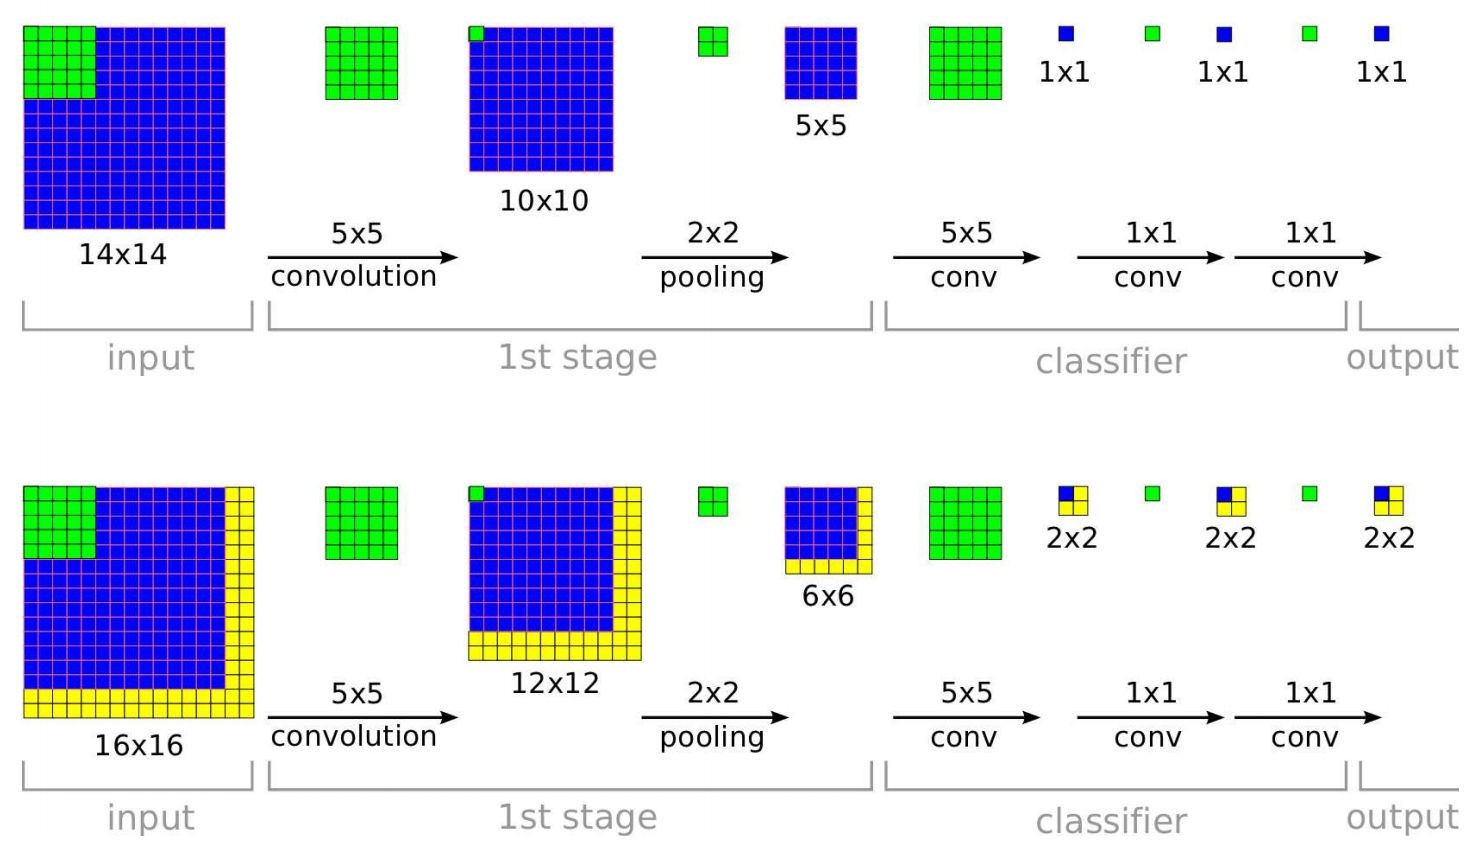 1x1 1x1 1x1
5x5
10x10
5x5 2x2 5x5 1x1 1x1
14x14
convolution pooling conv conv conv
input 1st stage classifier output
2x2 2x2 2x2
6x6
12x12
5x5 2x2 5x5 1x1 1x1
convolution pooling conv conv conv
16x16
input 1st stage classifier output